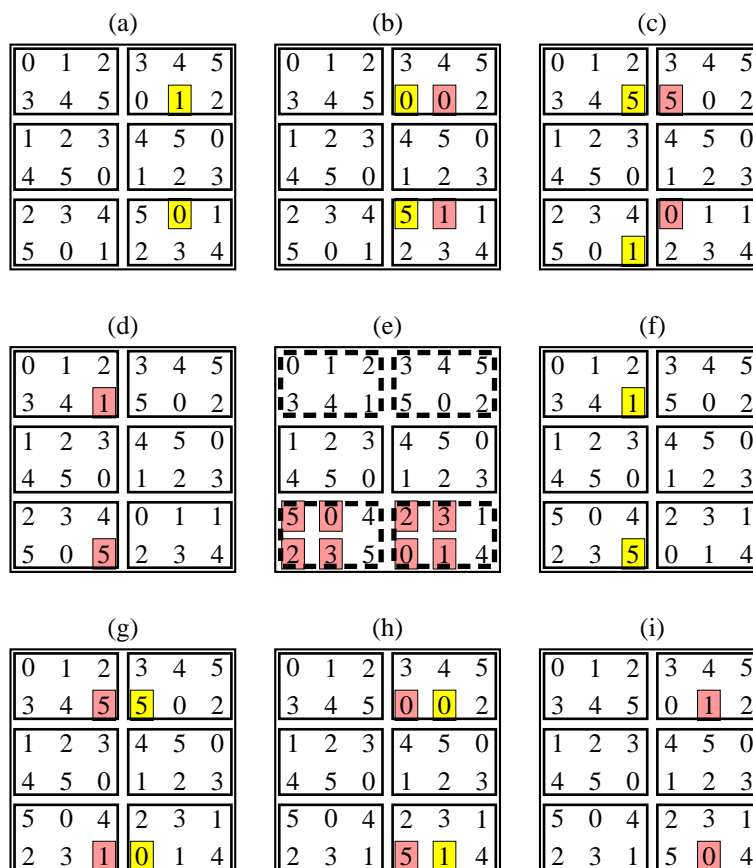 (a) (b) (c)
0 1 2 3 4 5 0 1 2 3 4 5 0 1 2 3 4 5
3 4 5 0 1 2 3 4 5 0 0 2 3 4 5 5 0 2
1 2 3 4 5 0 1 2 3 4 5 0 1 2 3 4 5 0
4 5 0 1 2 3 4 5 0 1 2 3 4 5 0 1 2 3
2 3 4 5 0 1 2 3 4 5 1 1 2 3 4 0 1 1
5 0 1 2 3 4 5 0 1 2 3 4 5 0 1 2 3 4
(d) (e) (f)
0 1 2 3 4 5 0 1 2 3 4 5 0 1 2 3 4 5
3 4 1 5 0 2 3 4 1 5 0 2 3 4 1 5 0 2
1 2 3 4 5 0 1 2 3 4 5 0 1 2 3 4 5 0
4 5 0 1 2 3 4 5 0 1 2 3 4 5 0 1 2 3
2 3 4 0 1 1 5 0 4 2 3 1 5 0 4 2 3 1
5 0 5 2 3 4 2 3 5 0 1 4 2 3 5 0 1 4
(g) (h) (i)
0 1 2 3 4 5 0 1 2 3 4 5 0 1 2 3 4 5
3 4 5 5 0 2 3 4 5 0 0 2 3 4 5 0 1 2
1 2 3 4 5 0 1 2 3 4 5 0 1 2 3 4 5 0
4 5 0 1 2 3 4 5 0 1 2 3 4 5 0 1 2 3
5 0 4 2 3 1 5 0 4 2 3 1 5 0 4 2 3 1
2 3 1 0 1 4 2 3 1 5 1 4 2 3 1 5 0 4